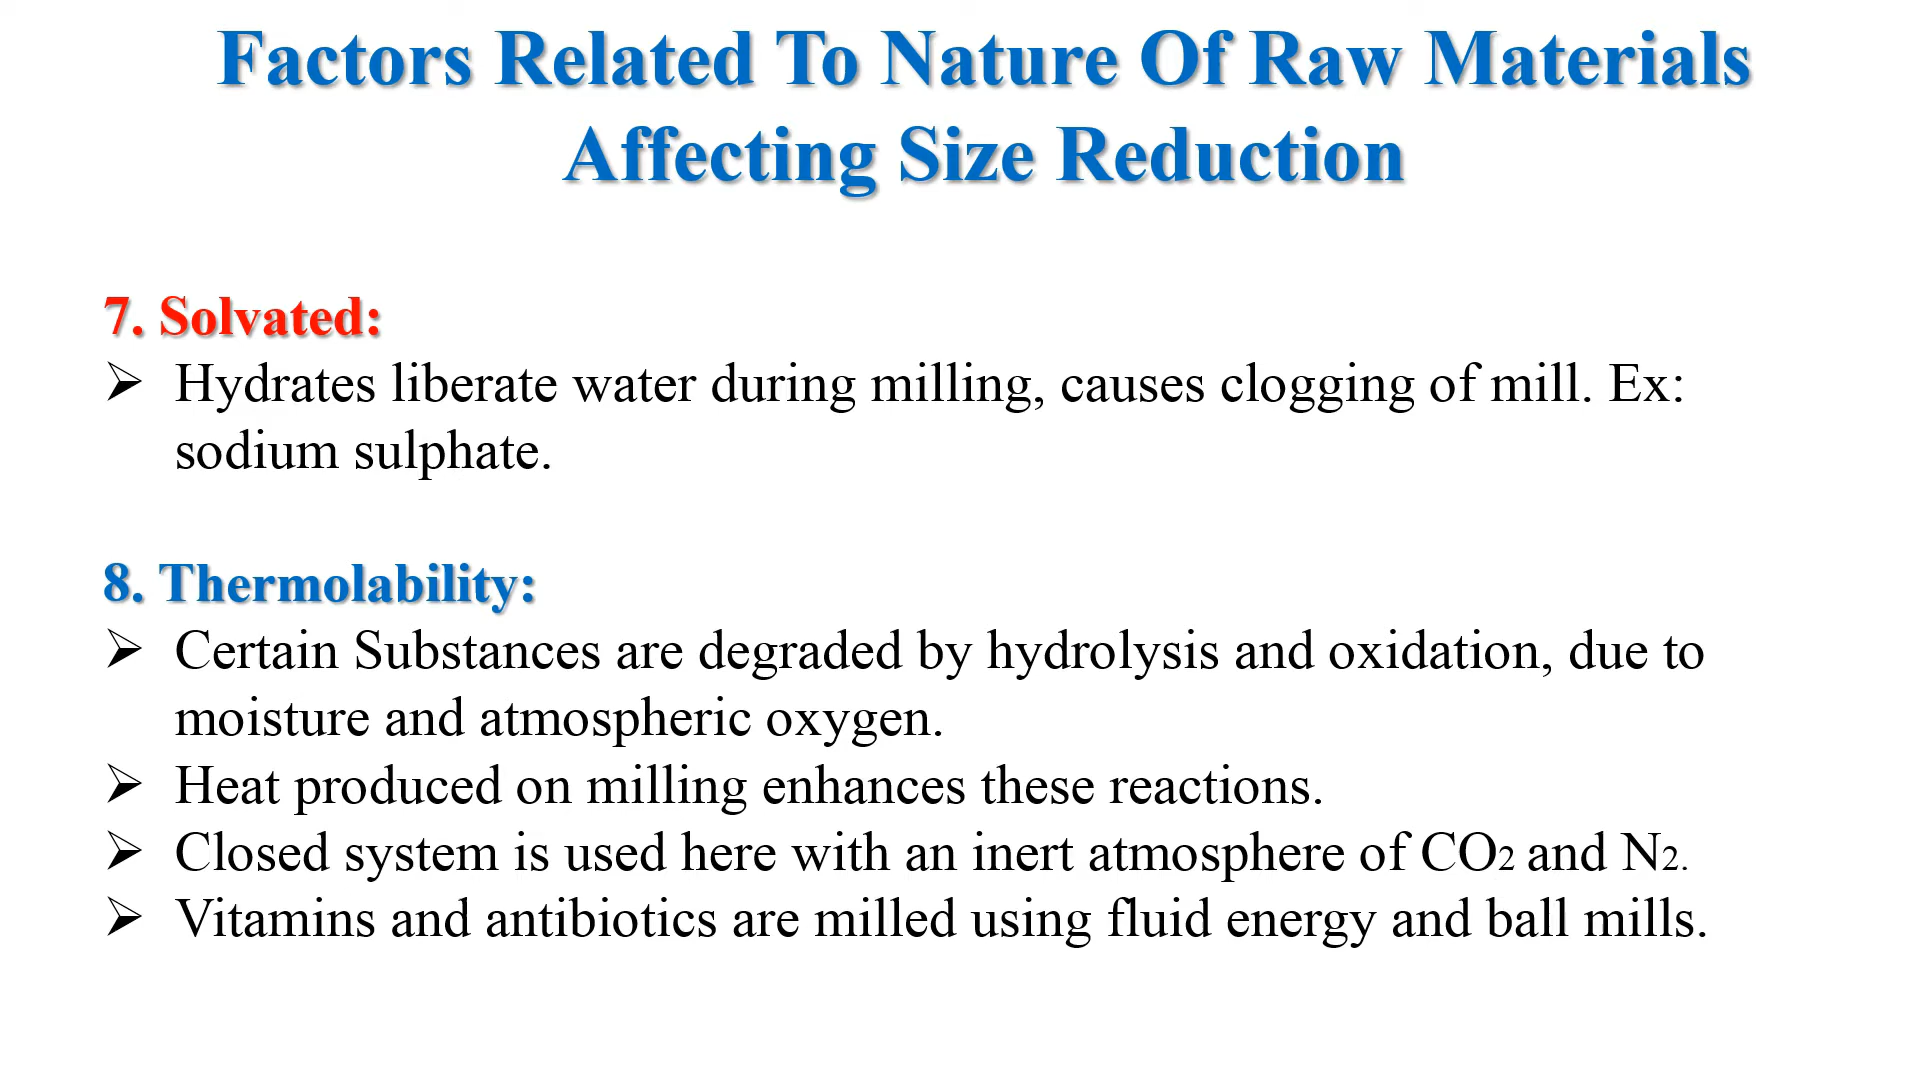 Factors Related To Nature Of Raw Materials
Affecting Size Reduction
7. Solvated:
➢ Hydrates liberate water during milling, causes clogging of mill. Ex:
sodium sulphate.
8. Thermolability:
➢ Certain Substances are degraded by hydrolysis and oxidation, due to
moisture and atmospheric oxygen.
➢ Heat produced on milling enhances these reactions.
➢ Closed system is used here with an inert atmosphere of CO2 and N2.
➢ Vitamins and antibiotics are milled using fluid energy and ball mills.